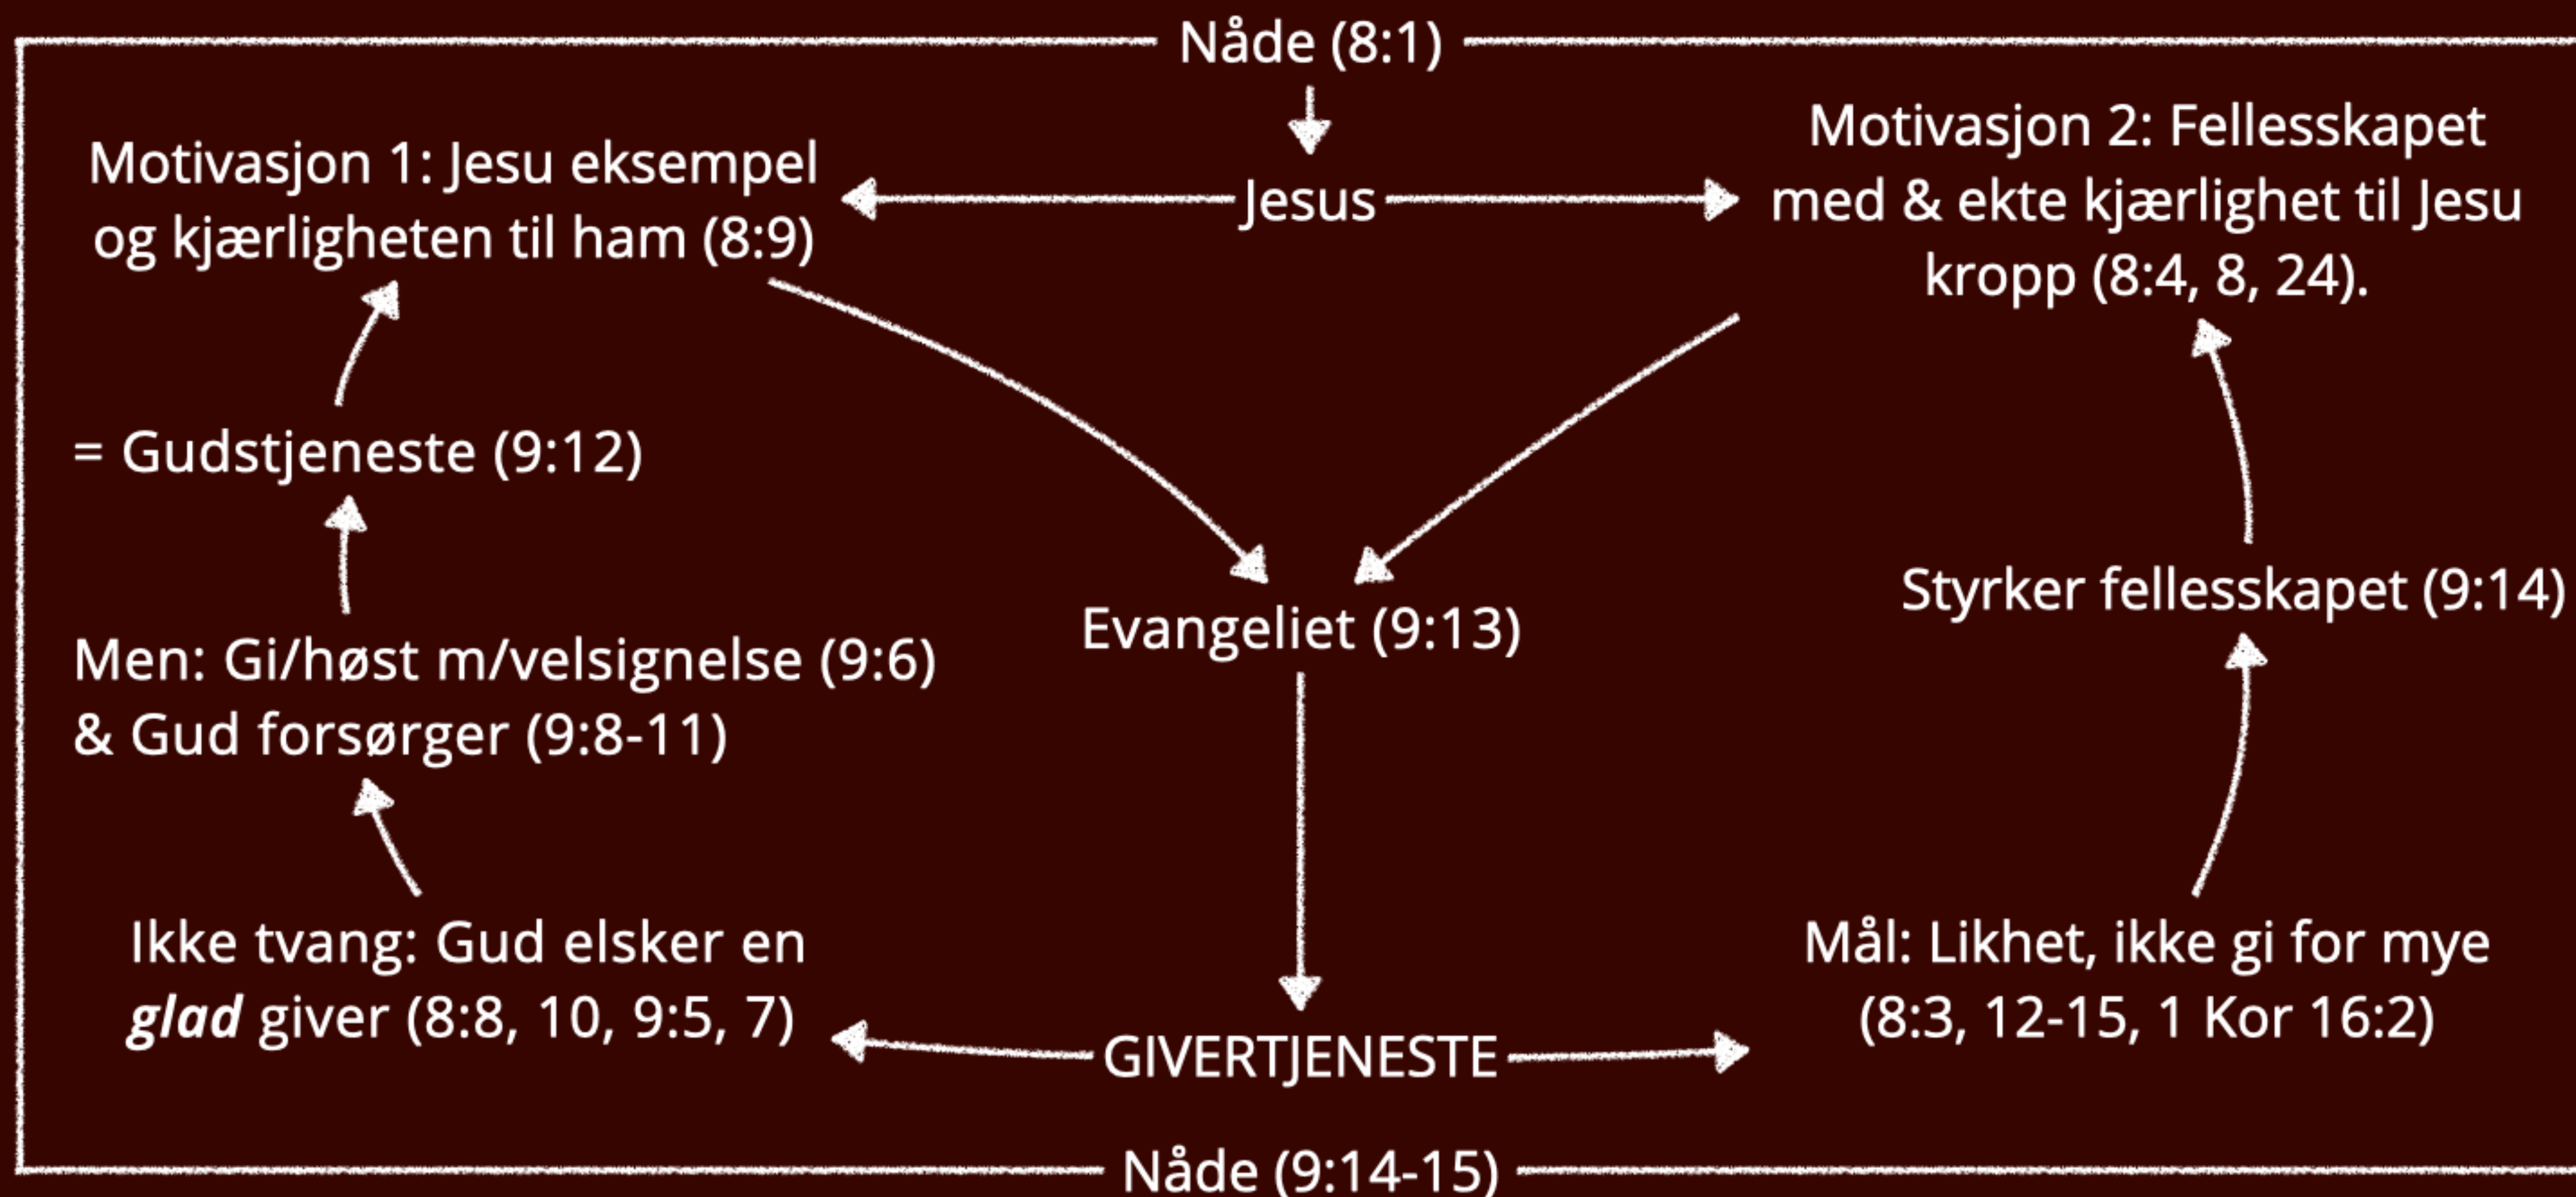 Nåde (8:1)
Motivasjon 1: Jesu eksempel
og kjærligheten til ham (8:9)
Jesus
Motivasjon 2: Fellesskapet
med & ekte kjærlighet til Jesu
kropp (8:4, 8, 24).
= Gudstjeneste (9:12)
Evangeliet (9:13)
Styrker fellesskapet (9:14)
Men: Gi/høst m/velsignelse (9:6)
& Gud forsørger (9:8-11)
Ikke tvang: Gud elsker en
glad giver (8:8, 10, 9:5, 7)
GIVERTJENESTE
Mål: Likhet, ikke gi for mye
(8:3, 12-15, 1 Kor 16:2)
Nåde (9:14-15)